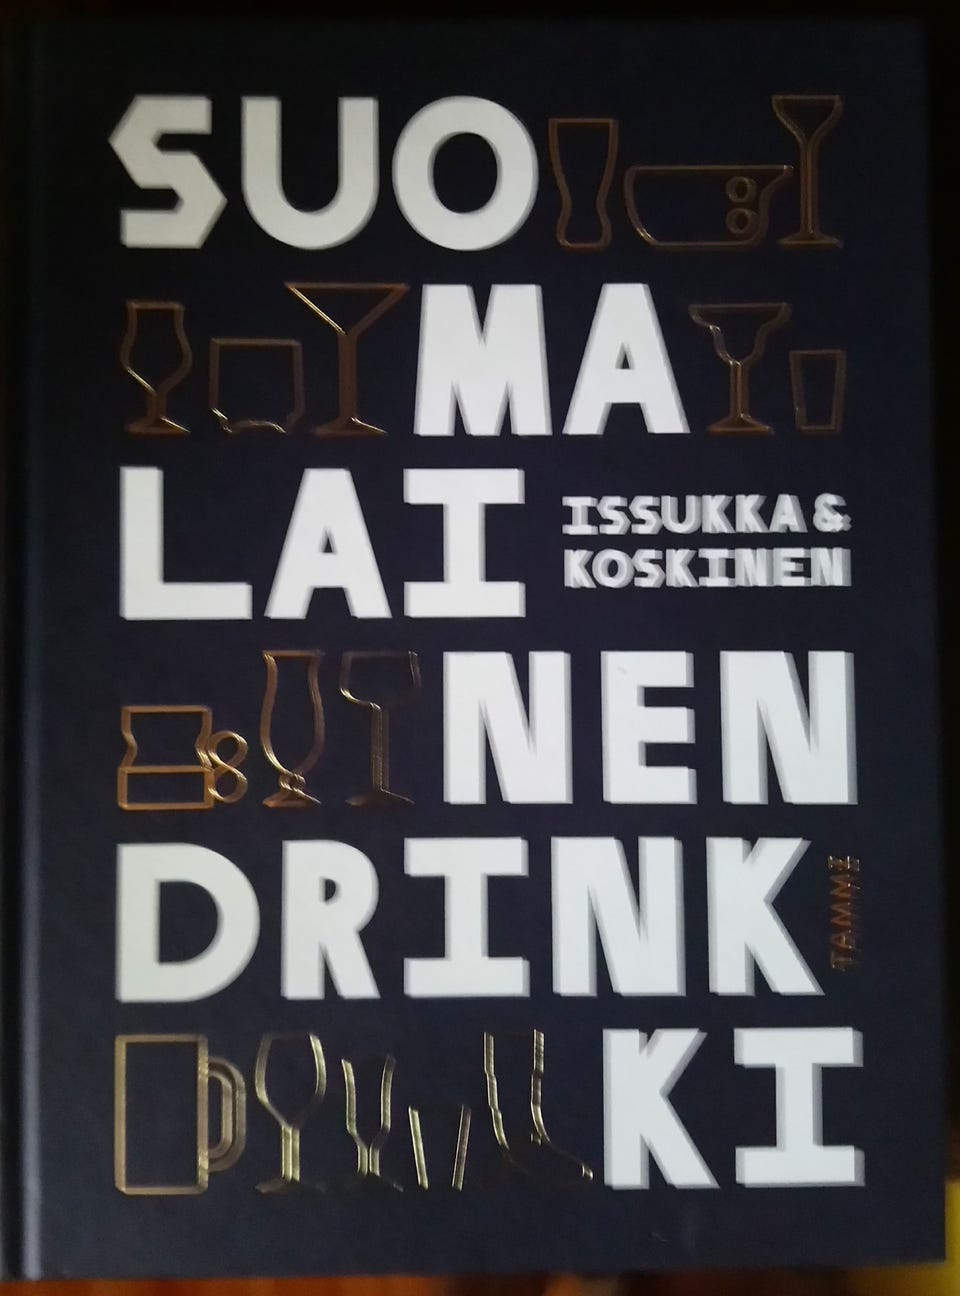 SUO
MA
LAI
ISSUKKA &
KOSKINEN
NEN
DRINK
TAMMI
KI